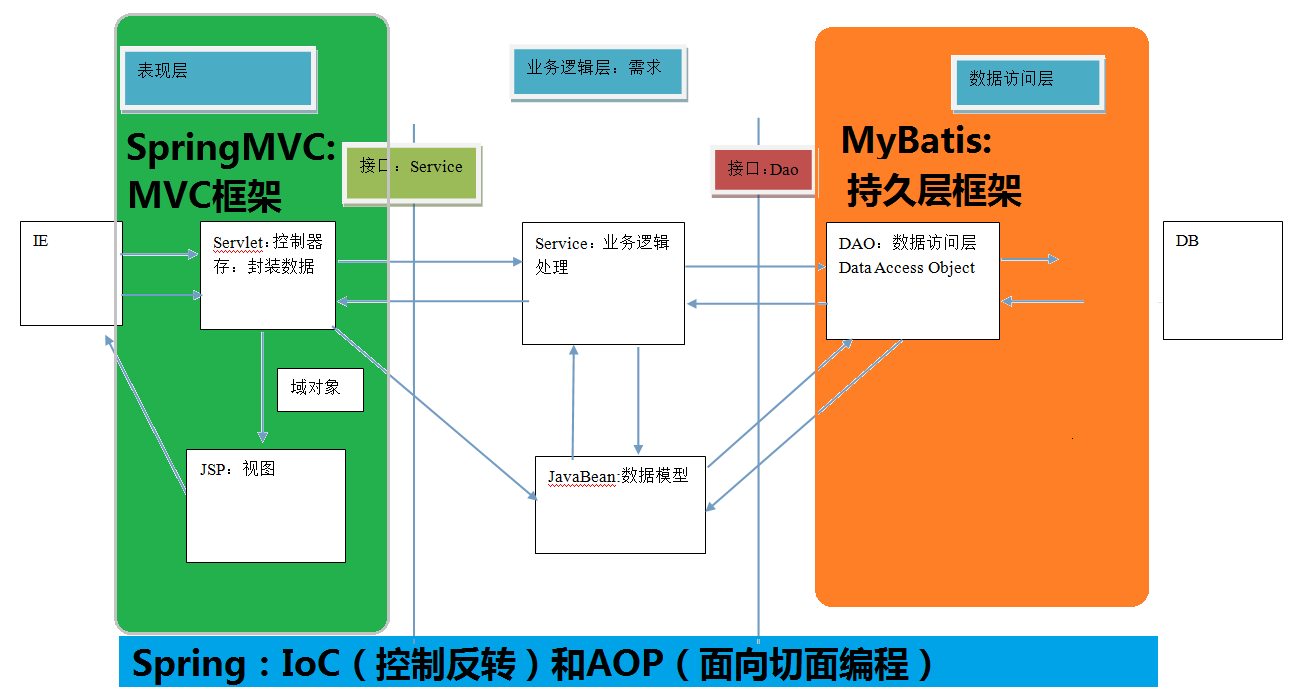 表现层
业务逻辑层：需求
数据访问层
SpringMVC:
MVC框架
接口：Service
接口:Dao
MyBatis:
持久层框架
IE
Servlet:控制器
存：封装数据
Service：业务逻辑
处理
DAO：数据访问层
Data Access Object
DB
域对象
JSP：视图
JavaBean:数据模型
Spring：IoC（控制反转）和AOP（面向切面编程）